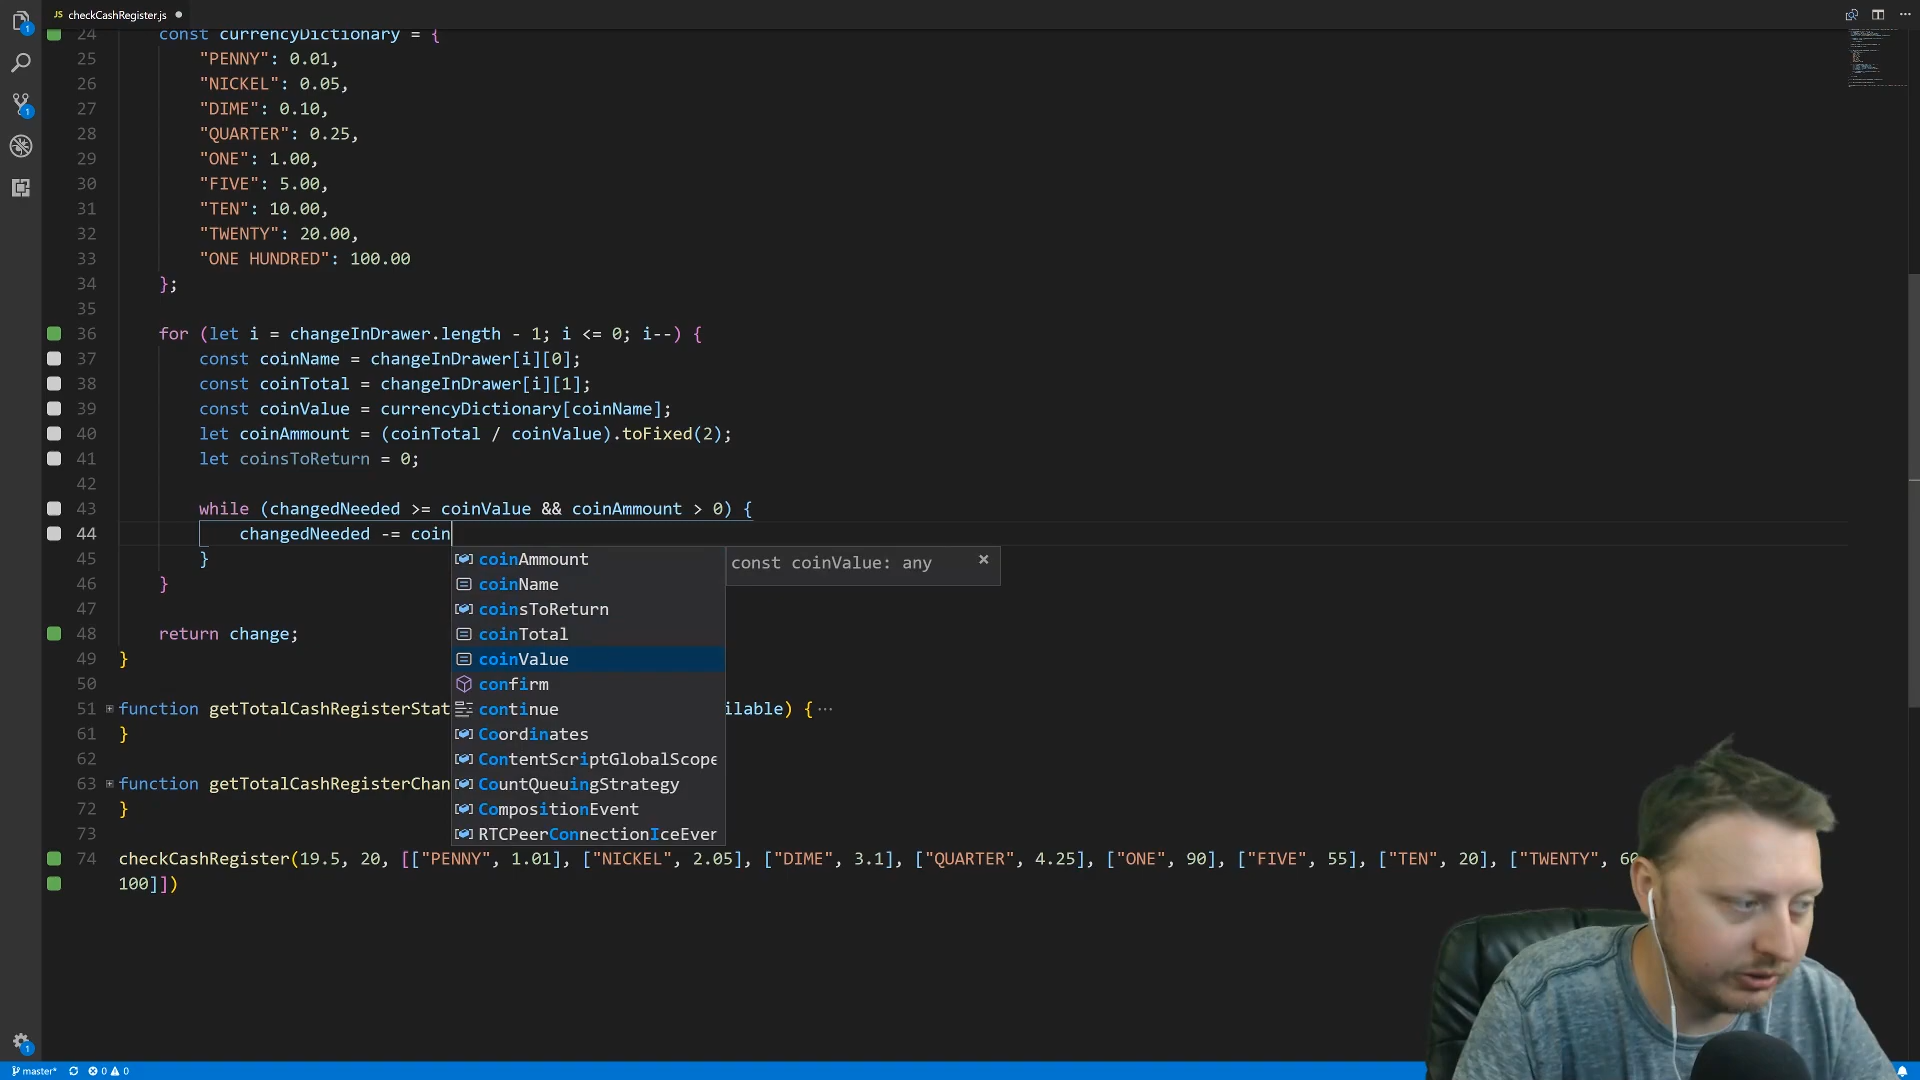 JS checkCashRegister.js ●
24 const currencyDictionary = {
25 "PENNY": 0.01,
26 "NICKEL": 0.05,
27 "DIME": 0.10,
28 "QUARTER": 0.25,
29 "ONE": 1.00,
30 "FIVE": 5.00,
31 "TEN": 10.00,
32 "TWENTY": 20.00,
33 "ONE HUNDRED": 100.00
34 };
35
36 for (let i = changeInDrawer.length - 1; i <= 0; i--) {
37 const coinName = changeInDrawer[i][0];
38 const coinTotal = changeInDrawer[i][1];
39 const coinValue = currencyDictionary[coinName];
40 let coinAmmount = (coinTotal / coinValue).toFixed(2);
41 let coinsToReturn = 0;
42
43 while (changedNeeded >= coinValue && coinAmmount > 0) {
44 changedNeeded -= coin
45 }
46 }
47
48 return change;
49 }
50
51 function getTotalCashRegisterStat ilable) { ···
61 }
62
63 function getTotalCashRegisterChan
72 }
73
74 checkCashRegister(19.5, 20, [["PENNY", 1.01], ["NICKEL", 2.05], ["DIME", 3.1], ["QUARTER", 4.25], ["ONE", 90], ["FIVE", 55], ["TEN", 20], ["TWENTY", 60
100]])
coinAmmount
coinName
coinsToReturn
coinTotal
coinValue
confirm
continue
Coordinates
ContentScriptGlobalScope
CountQueuingStrategy
CompositionEvent
RTCPeerConnectionIceEver
const coinValue: any ×
1
1
1
master* 0 0